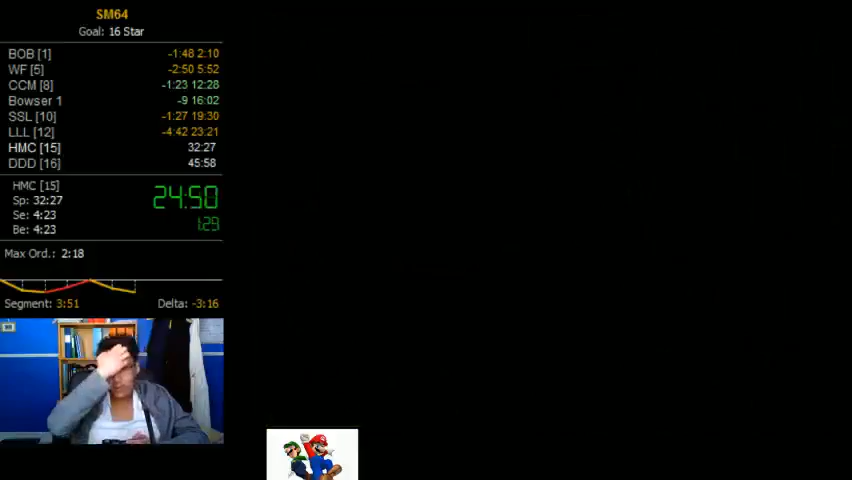 SM64
Goal: 16 Star
BOB [1] -1:48 2:10
WF [5] -2:50 5:52
CCM [8] -1:23 12:28
Bowser 1 -9 16:02
SSL [10] -1:27 19:30
LLL [12] -4:42 23:21
HMC [15] 32:27
DDD [16] 45:58
HMC [15] 24:50
Sp: 32:27
Se: 4:23 1:29
Be: 4:23
Max Ord.: 2:18
Segment: 3:51 Delta: -3:16